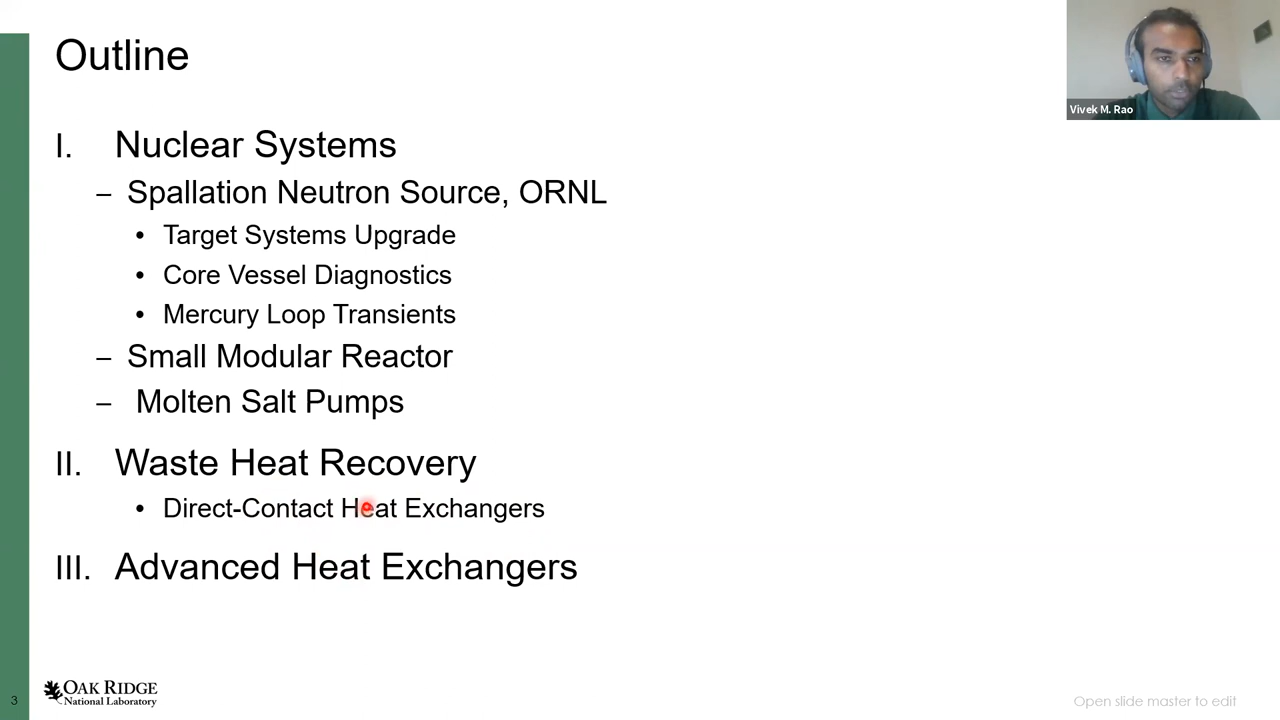 Outline
Vivek M. Rao
I. Nuclear Systems
– Spallation Neutron Source, ORNL
• Target Systems Upgrade
• Core Vessel Diagnostics
• Mercury Loop Transients
– Small Modular Reactor
– Molten Salt Pumps
II. Waste Heat Recovery
• Direct-Contact Heat Exchangers
III. Advanced Heat Exchangers
3
OAK RIDGE
National Laboratory
Open slide master to edit